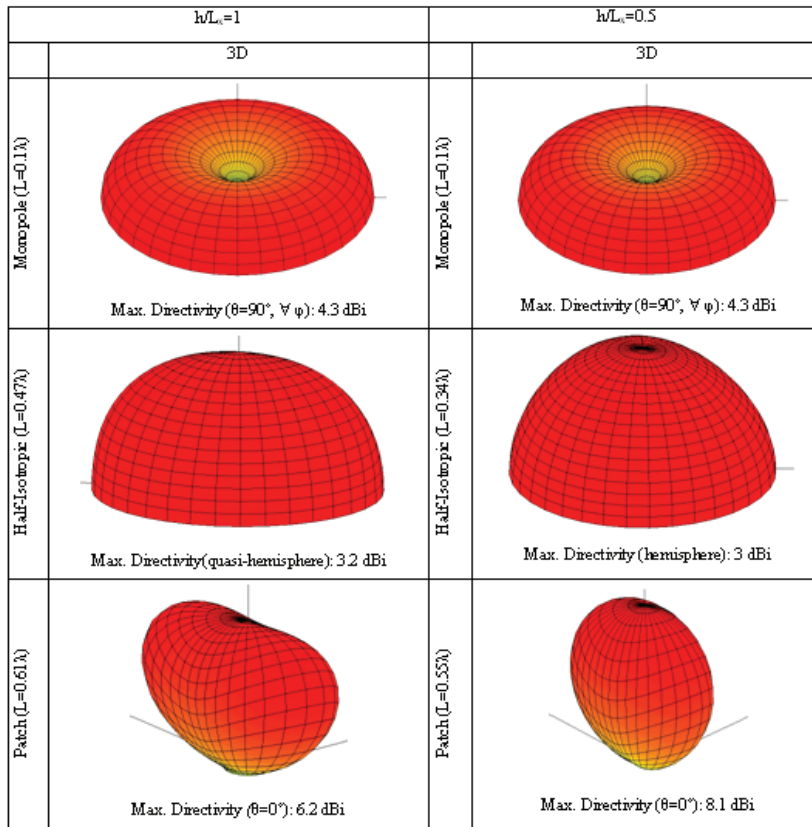 h/Lₓ=1
h/Lₓ=0.5
3D
3D
Monopole (L=0.1λ)
Max. Directivity (θ=90°, ∀ φ): 4.3 dBi
Monopole (L=0.1λ)
Max. Directivity (θ=90°, ∀ φ): 4.3 dBi
Half-Isotropic (L=0.47λ)
Max. Directivity(quasi-hemisphere): 3.2 dBi
Half-Isotropic (L=0.34λ)
Max. Directivity (hemisphere): 3 dBi
Patch (L=0.61λ)
Max. Directivity (θ=0°): 6.2 dBi
Patch (L=0.55λ)
Max. Directivity (θ=0°): 8.1 dBi